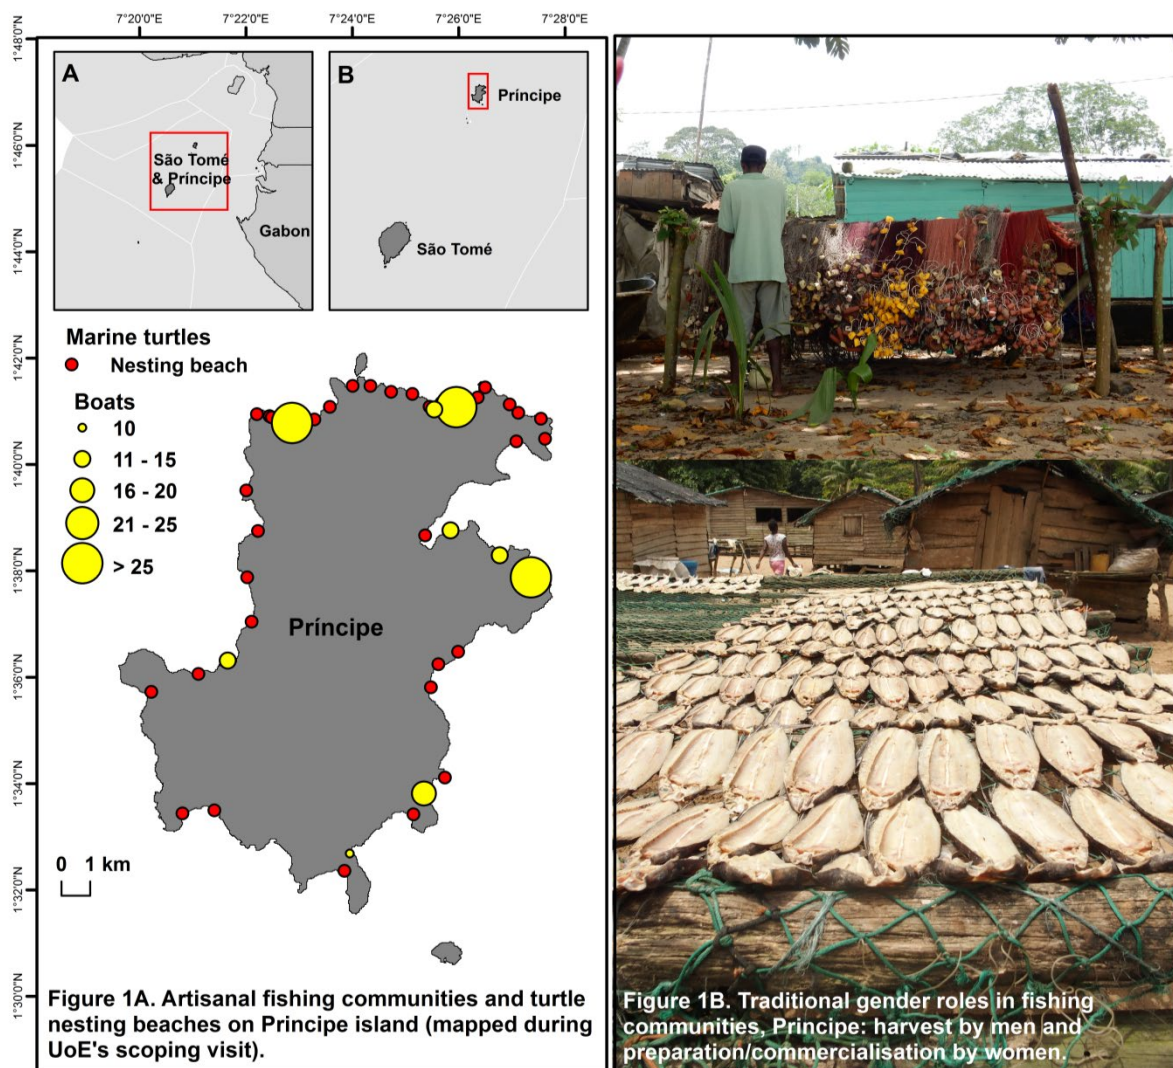 7°20'0"E
7°22'0"E
7°24'0"E
7°26'0"E
7°28'0"E
1°48'0"N
1°46'0"N
1°44'0"N
1°42'0"N
1°40'0"N
1°38'0"N
1°36'0"N
1°34'0"N
1°32'0"N
1°30'0"N
A
São Tomé
& Príncipe
Gabon
B
Príncipe
São Tomé
Marine turtles
Nesting beach
Boats
10
11 - 15
16 - 20
21 - 25
> 25
Príncipe
0 1 km
Figure 1A. Artisanal fishing communities and turtle
nesting beaches on Principe island (mapped during
UoE's scoping visit).
Figure 1B. Traditional gender roles in fishing
communities, Principe: harvest by men and
preparation/commercialisation by women.